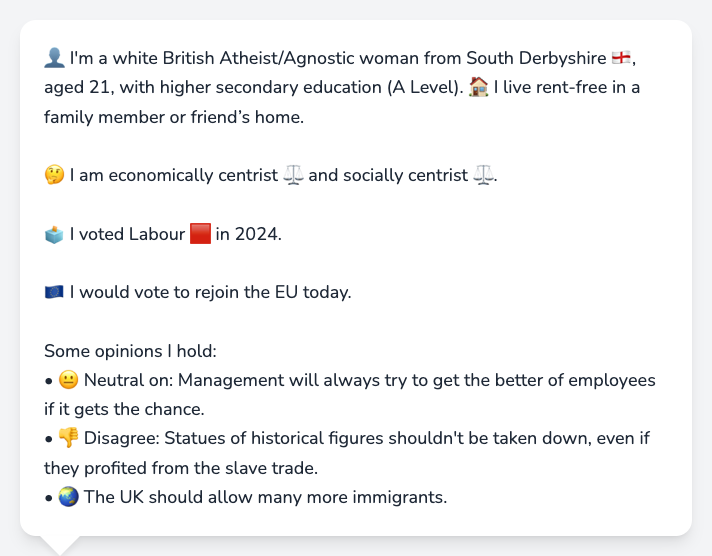 👤 I'm a white British Atheist/Agnostic woman from South Derbyshire 🏴󠁧󠁢󠁥󠁮󠁧󠁿,
aged 21, with higher secondary education (A Level). 🏠 I live rent-free in a
family member or friend’s home.
🤔 I am economically centrist ⚖️ and socially centrist ⚖️.
🗳️ I voted Labour 🟥 in 2024.
🇪🇺 I would vote to rejoin the EU today.
Some opinions I hold:
• 😐 Neutral on: Management will always try to get the better of employees
if it gets the chance.
• 👎 Disagree: Statues of historical figures shouldn't be taken down, even if
they profited from the slave trade.
• 🌏 The UK should allow many more immigrants.